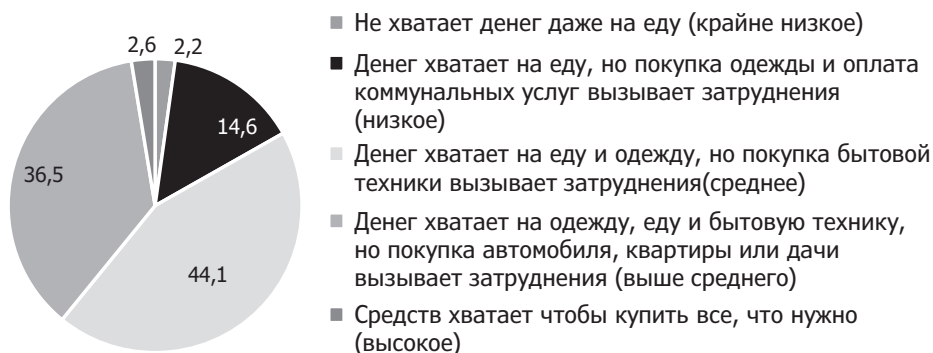 2,6
2,2
14,6
36,5
44,1
Не хватает денег даже на еду (крайне низкое)
Денег хватает на еду, но покупка одежды и оплата
коммунальных услуг вызывает затруднения
(низкое)
Денег хватает на еду и одежду, но покупка бытовой
техники вызывает затруднения(среднее)
Денег хватает на одежду, еду и бытовую технику,
но покупка автомобиля, квартиры или дачи
вызывает затруднения (выше среднего)
Средств хватает чтобы купить все, что нужно
(высокое)